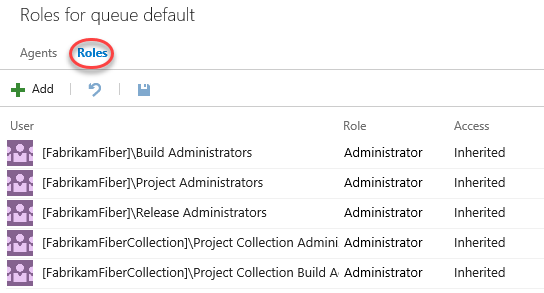 Roles for queue default
Agents Roles
Add
User Role Access
[FabrikamFiber]\Build Administrators Administrator Inherited
[FabrikamFiber]\Project Administrators Administrator Inherited
[FabrikamFiber]\Release Administrators Administrator Inherited
[FabrikamFiberCollection]\Project Collection Admini Administrator Inherited
[FabrikamFiberCollection]\Project Collection Build A Administrator Inherited